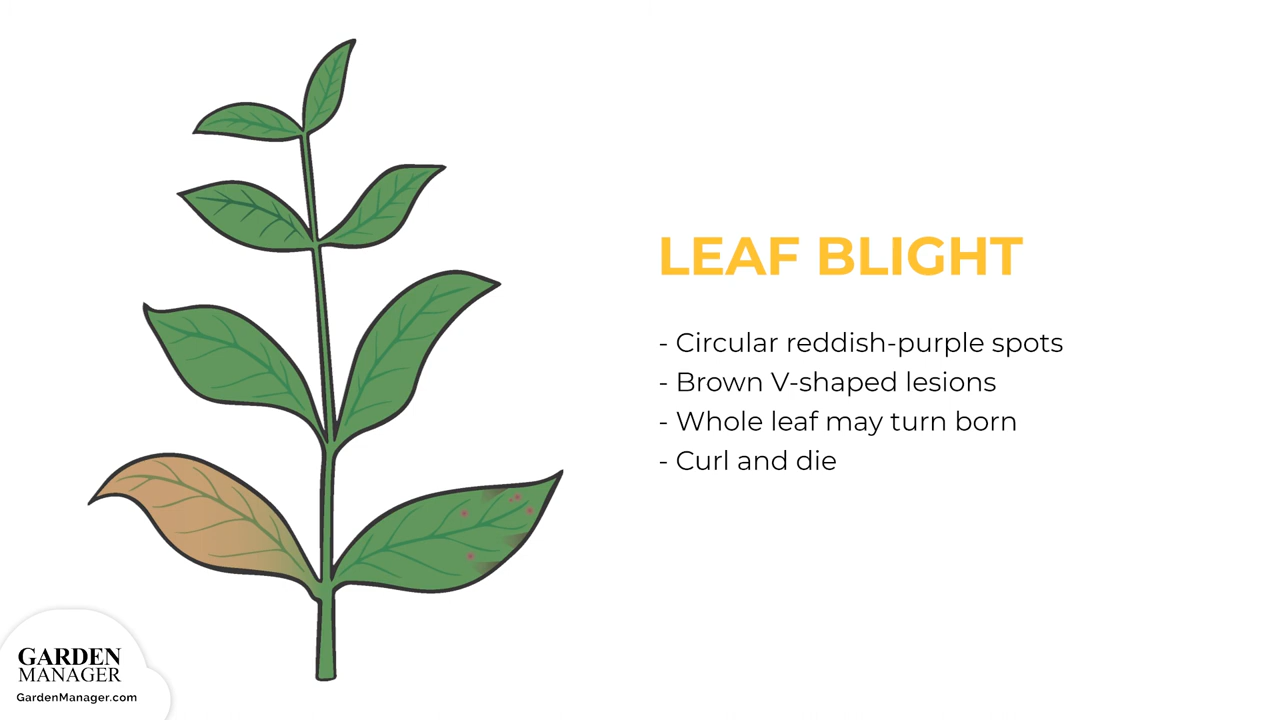 LEAF BLIGHT
- Circular reddish-purple spots
- Brown V-shaped lesions
- Whole leaf may turn born
- Curl and die
GARDEN
MANAGER
GardenManager.com